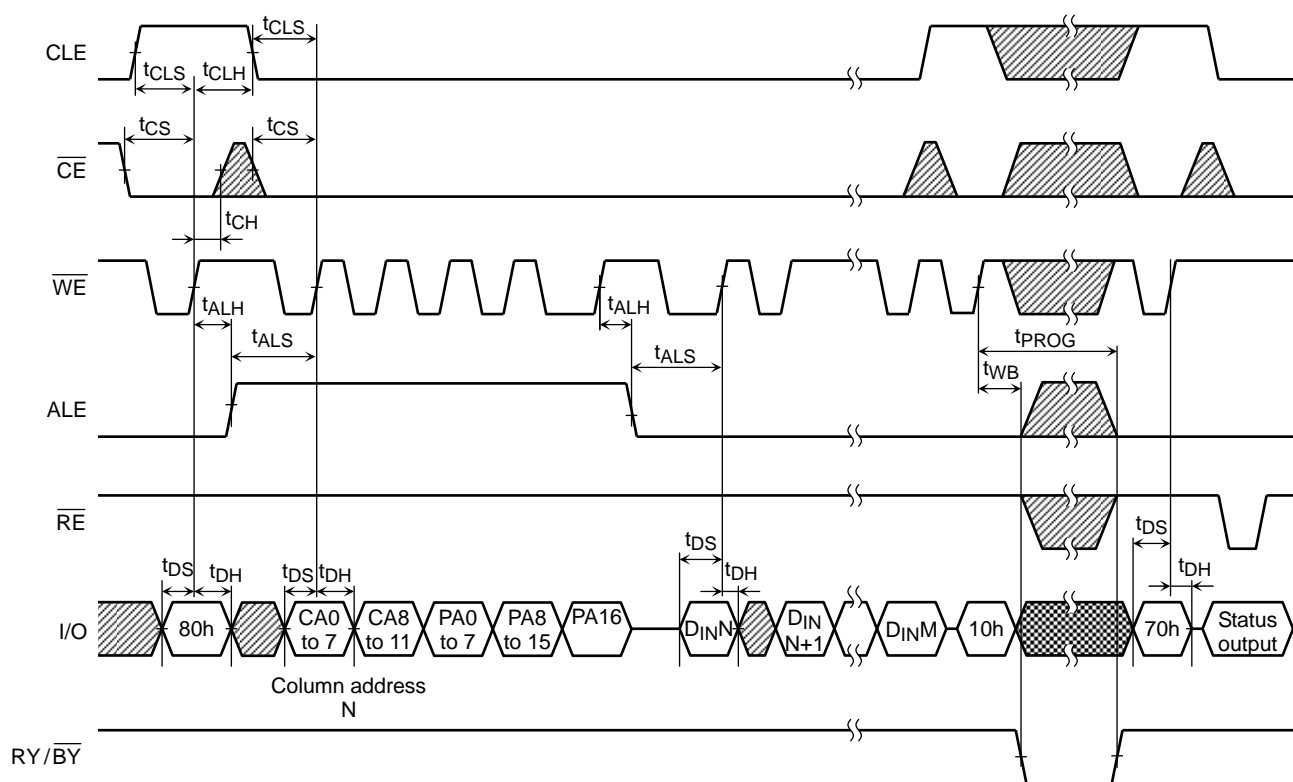 tCLS
CLE
tCLS tCLH
tCS tCS
CE
tCH
WE
tALH tALH
tALS tALS tPROG
tWB
ALE
RE
tDS tDH tDS tDH tDS tDH tDS tDH
I/O 80h CA0 to 7 CA8 to 11 PA0 to 7 PA8 to 15 PA16 DINN DIN N+1 DINM 10h 70h Status output
Column address
N
RY/BY